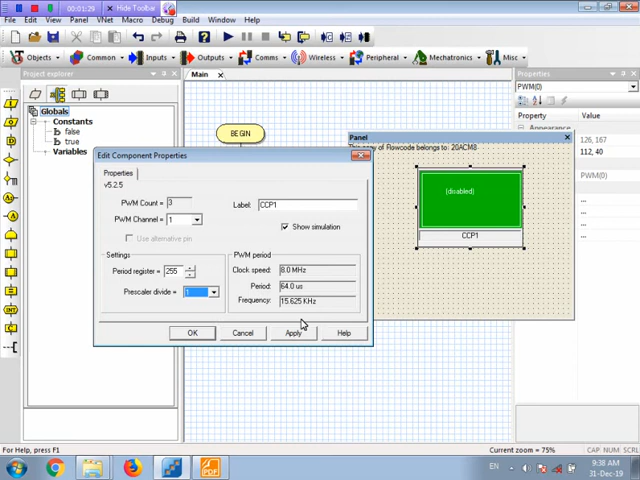 00:01:29
Hide Toolbar
File Edit View Panel VNet Macro Build Window Help
Objects Common Inputs Outputs Comms Wireless Peripheral Mechatronics Misc
Project explorer
Main
Properties
PWM(0)
Globals
Constants
false
true
Variables
BEGIN
Panel
This copy of Flowcode belongs to: 20ACM8
(disabled)
CCP1
Property Value
Appearance
126, 167
112, 40
PWM(0)
...
...
...
Edit Component Properties
Properties
v5.2.5
PWM Count = 3
PWM Channel: 1
Use alternative pin
Label: CCP1
Show simulation
Settings
Period register = 255
Prescaler divide = 1
PWM period
Clock speed: 8.0 MHz
Period: 64.0 us
Frequency: 15.625 KHz
OK Cancel Apply Help
For Help, press F1
Current zoom = 75%
CAP NUM SCRL
EN
9:38 AM
31-Dec-19
PDF